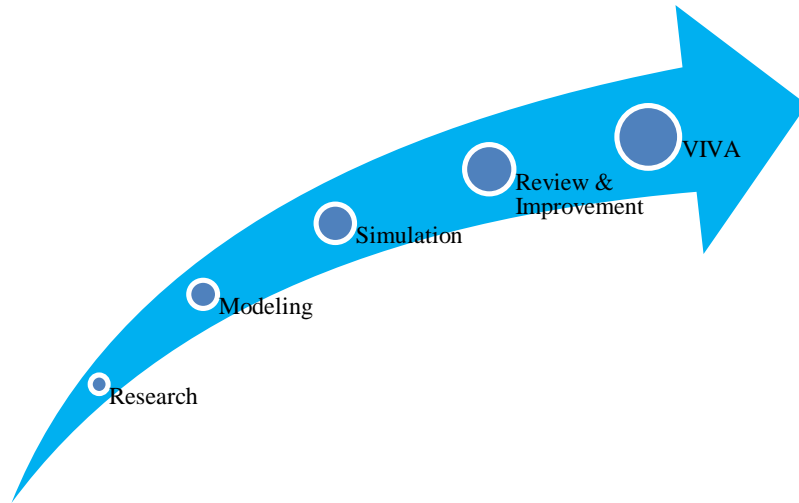 VIVA
Review &
Improvement
Simulation
Modeling
Research